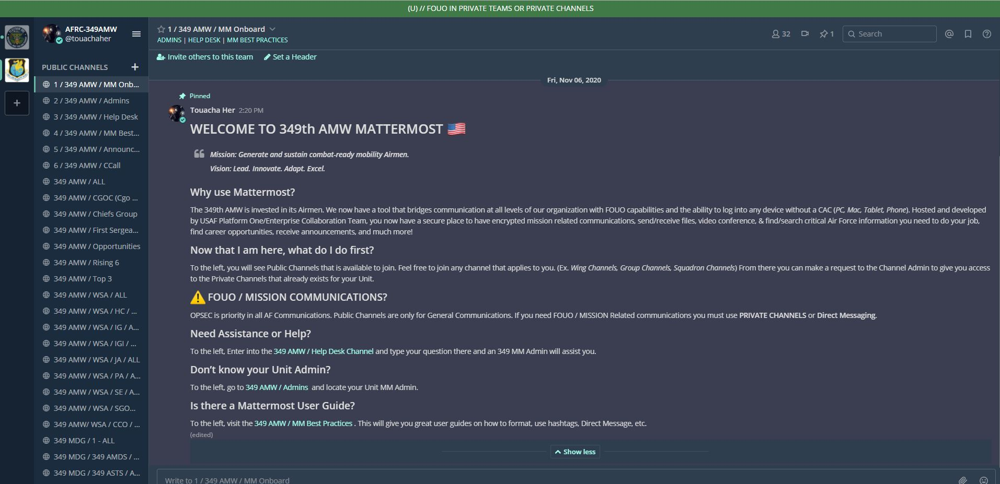 (U) // FOUO IN PRIVATE TEAMS OR PRIVATE CHANNELS
AFRC-349AMW
@touachaher
PUBLIC CHANNELS
1 / 349 AMW / MM Onb...
2 / 349 AMW / Admins
3 / 349 AMW / Help Desk
4 / 349 AMW / MM Best...
5 / 349 AMW / Announc...
6 / 349 AMW / CCall
349 AMW / ALL
349 AMW / CGOC (Cgo ...
349 AMW / Chiefs Group
349 AMW / First Sergea...
349 AMW / Opportunities
349 AMW / Rising 6
349 AMW / Top 3
349 AMW / WSA / ALL
349 AMW / WSA / HC / ...
349 AMW / WSA / IG / A...
349 AMW / WSA / IGI / ...
349 AMW / WSA / JA / ALL
349 AMW / WSA / PA / A...
349 AMW / WSA / SE / A...
349 AMW / WSA / SGO...
349 AMW/ WSA / CCO / ...
349 MDG / 1 - ALL
349 MDG / 349 AMDS / ...
349 MDG / 349 ASTS / A...
1 / 349 AMW / MM Onboard
ADMINS | HELP DESK | MM BEST PRACTICES
32
1
Search
Invite others to this team
Set a Header
Fri, Nov 06, 2020
Pinned
Touacha Her 2:20 PM
WELCOME TO 349th AMW MATTERMOST
Mission: Generate and sustain combat-ready mobility Airmen.
Vision: Lead. Innovate. Adapt. Excel.
Why use Mattermost?
The 349th AMW is invested in its Airmen. We now have a tool that bridges communication at all levels of our organization with FOUO capabilities and the ability to log into any device without a CAC (PC, Mac, Tablet, Phone). Hosted and developed
by USAF Platform One/Enterprise Collaboration Team, you now have a secure place to have encrypted mission related communications, send/receive files, video conference, & find/search critical Air Force information you need to do your job,
find career opportunities, receive announcements, and much more!
Now that I am here, what do I do first?
To the left, you will see Public Channels that is available to join. Feel free to join any channel that applies to you. (Ex. Wing Channels, Group Channels, Squadron Channels) From there you can make a request to the Channel Admin to give you access
to the Private Channels that already exists for your Unit.
FOUO / MISSION COMMUNICATIONS?
OPSEC is priority in all AF Communications. Public Channels are only for General Communications. If you need FOUO / MISSION Related communications you must use PRIVATE CHANNELS or Direct Messaging.
Need Assistance or Help?
To the left, Enter into the 349 AMW / Help Desk Channel and type your question there and an 349 MM Admin will assist you.
Don't know your Unit Admin?
To the left, go to 349 AMW / Admins and locate your Unit MM Admin.
Is there a Mattermost User Guide?
To the left, visit the 349 AMW / MM Best Practices . This will give you great user guides on how to format, use hashtags, Direct Message, etc.
(edited)
Show less
Write to 1 / 349 AMW / MM Onboard